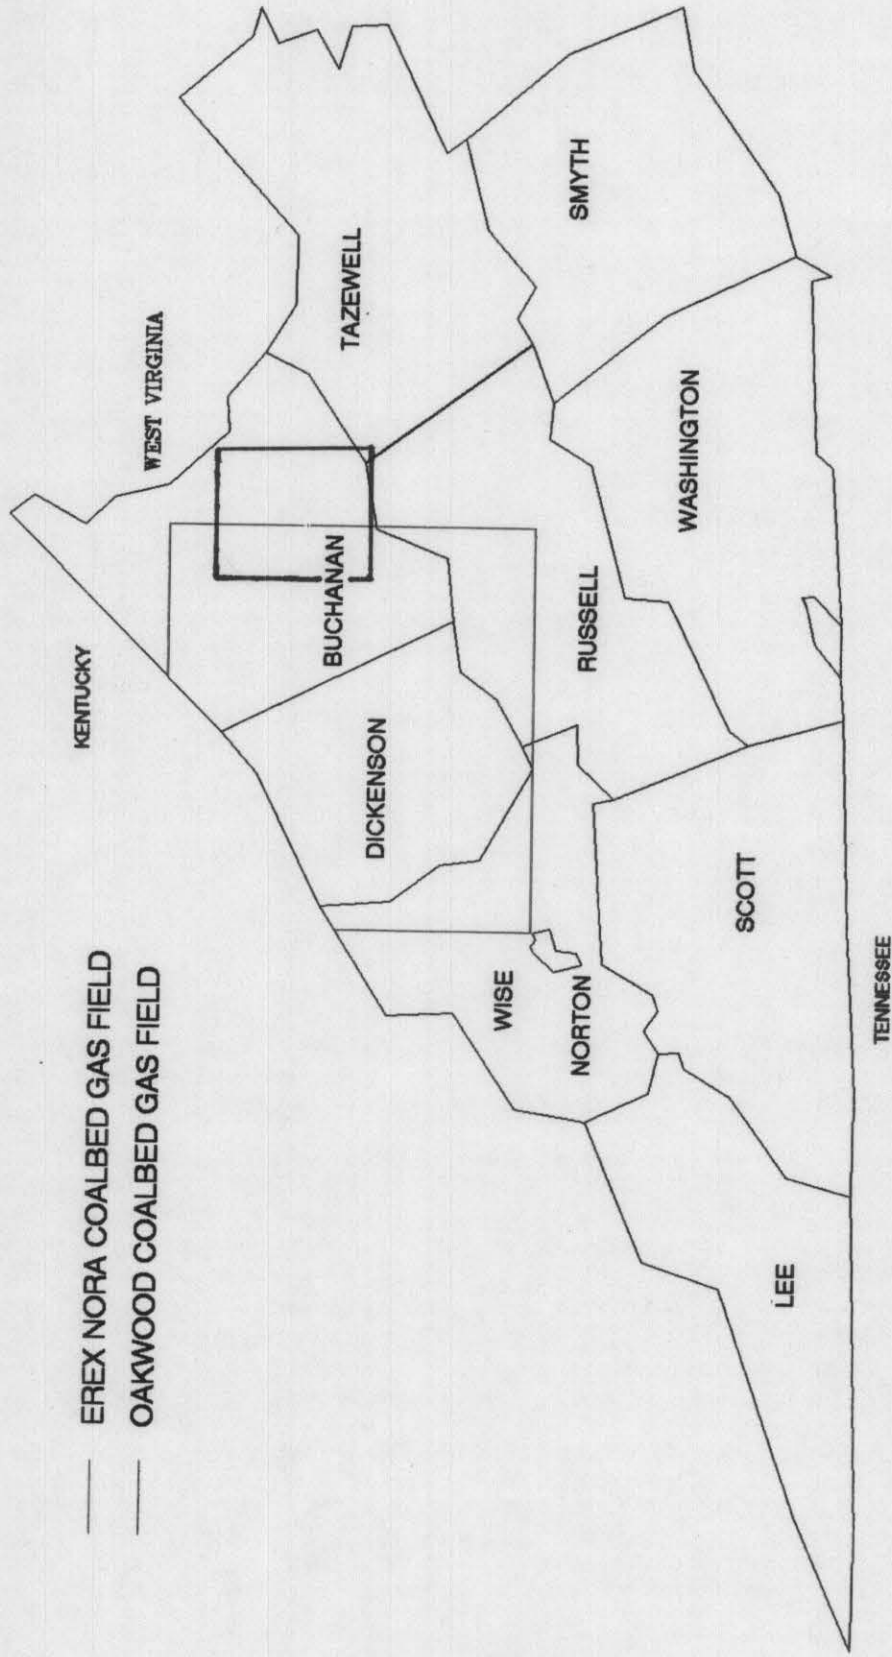 EREX NORA COALBED GAS FIELD
OAKWOOD COALBED GAS FIELD
KENTUCKY
WEST VIRGINIA
BUCHANAN
TAZEWELL
DICKENSON
WISE
NORTON
RUSSELL
SMYTH
WASHINGTON
SCOTT
LEE
TENNESSEE